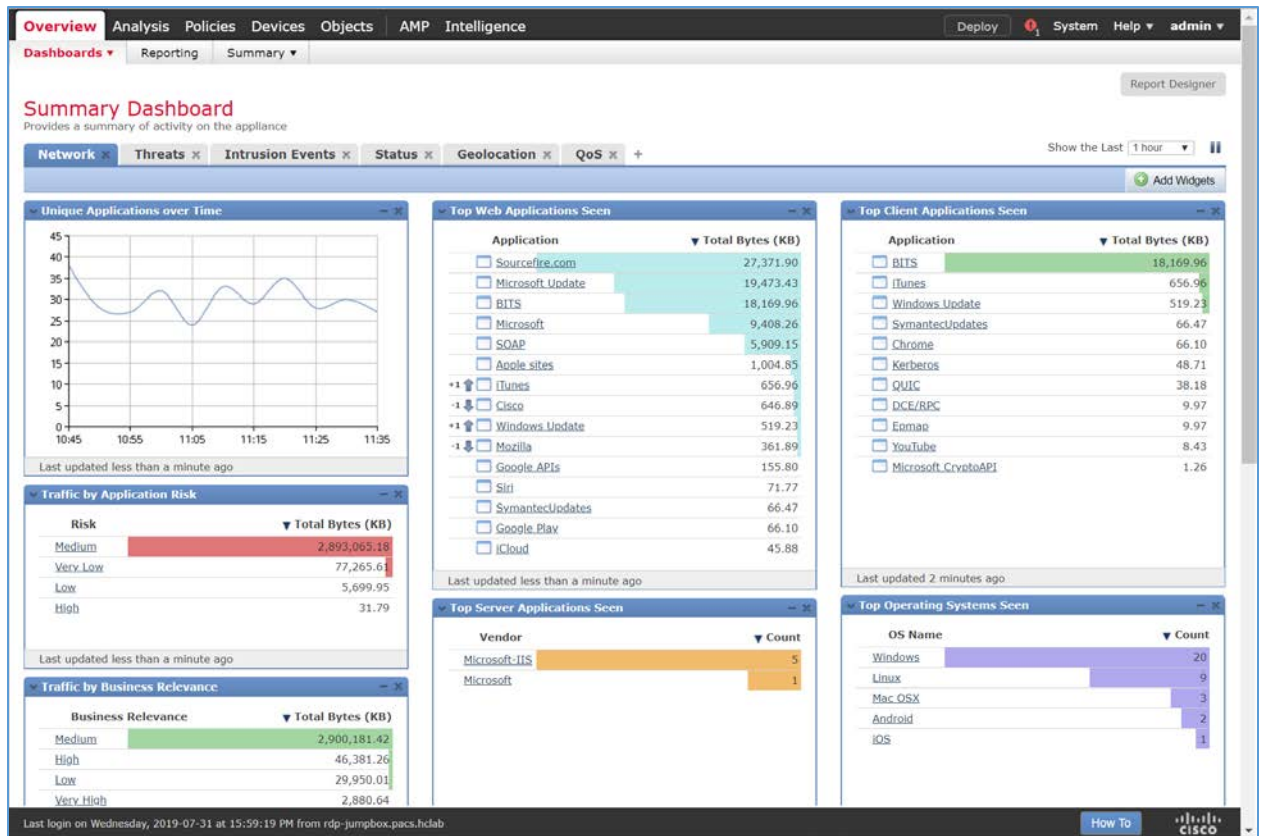 Overview Analysis Policies Devices Objects AMP Intelligence Deploy 1 System Help ▾ admin ▾
Dashboards ▾ Reporting Summary ▾
Report Designer
Summary Dashboard
Provides a summary of activity on the appliance
Network × Threats × Intrusion Events × Status × Geolocation × QoS × +
Show the Last 1 hour ▾
Add Widgets
Unique Applications over Time
45
40
35
30
25
20
15
10
5
0
10:45 10:55 11:05 11:15 11:25 11:35
Last updated less than a minute ago
Traffic by Application Risk
Risk ▼ Total Bytes (KB)
Medium 2,893,065.18
Very Low 77,265.61
Low 5,699.95
High 31.79
Last updated less than a minute ago
Traffic by Business Relevance
Business Relevance ▼ Total Bytes (KB)
Medium 2,900,181.42
High 46,381.26
Low 29,950.01
Very High 2,880.64
Top Web Applications Seen
Application ▼ Total Bytes (KB)
Sourcefire.com 27,371.90
Microsoft Update 19,473.43
BITS 18,169.96
Microsoft 9,408.26
SOAP 5,909.15
Apple sites 1,004.85
+1 iTunes 656.96
-1 Cisco 646.89
+1 Windows Update 519.23
-1 Mozilla 361.89
Google APIs 155.80
Siri 71.77
SymantecUpdates 66.47
Google Play 66.10
iCloud 45.88
Last updated less than a minute ago
Top Server Applications Seen
Vendor ▼ Count
Microsoft-IIS 5
Microsoft 1
Top Client Applications Seen
Application ▼ Total Bytes (KB)
BITS 18,169.96
iTunes 656.96
Windows Update 519.23
SymantecUpdates 66.47
Chrome 66.10
Kerberos 48.71
QUIC 38.18
DCE/RPC 9.97
Epmap 9.97
YouTube 8.43
Microsoft CryptoAPI 1.26
Last updated 2 minutes ago
Top Operating Systems Seen
OS Name ▼ Count
Windows 20
Linux 9
Mac OSX 3
Android 2
iOS 1
Last login on Wednesday, 2019-07-31 at 15:59:19 PM from rdp-jumpbox.pacs.hclab
How To
CISCO